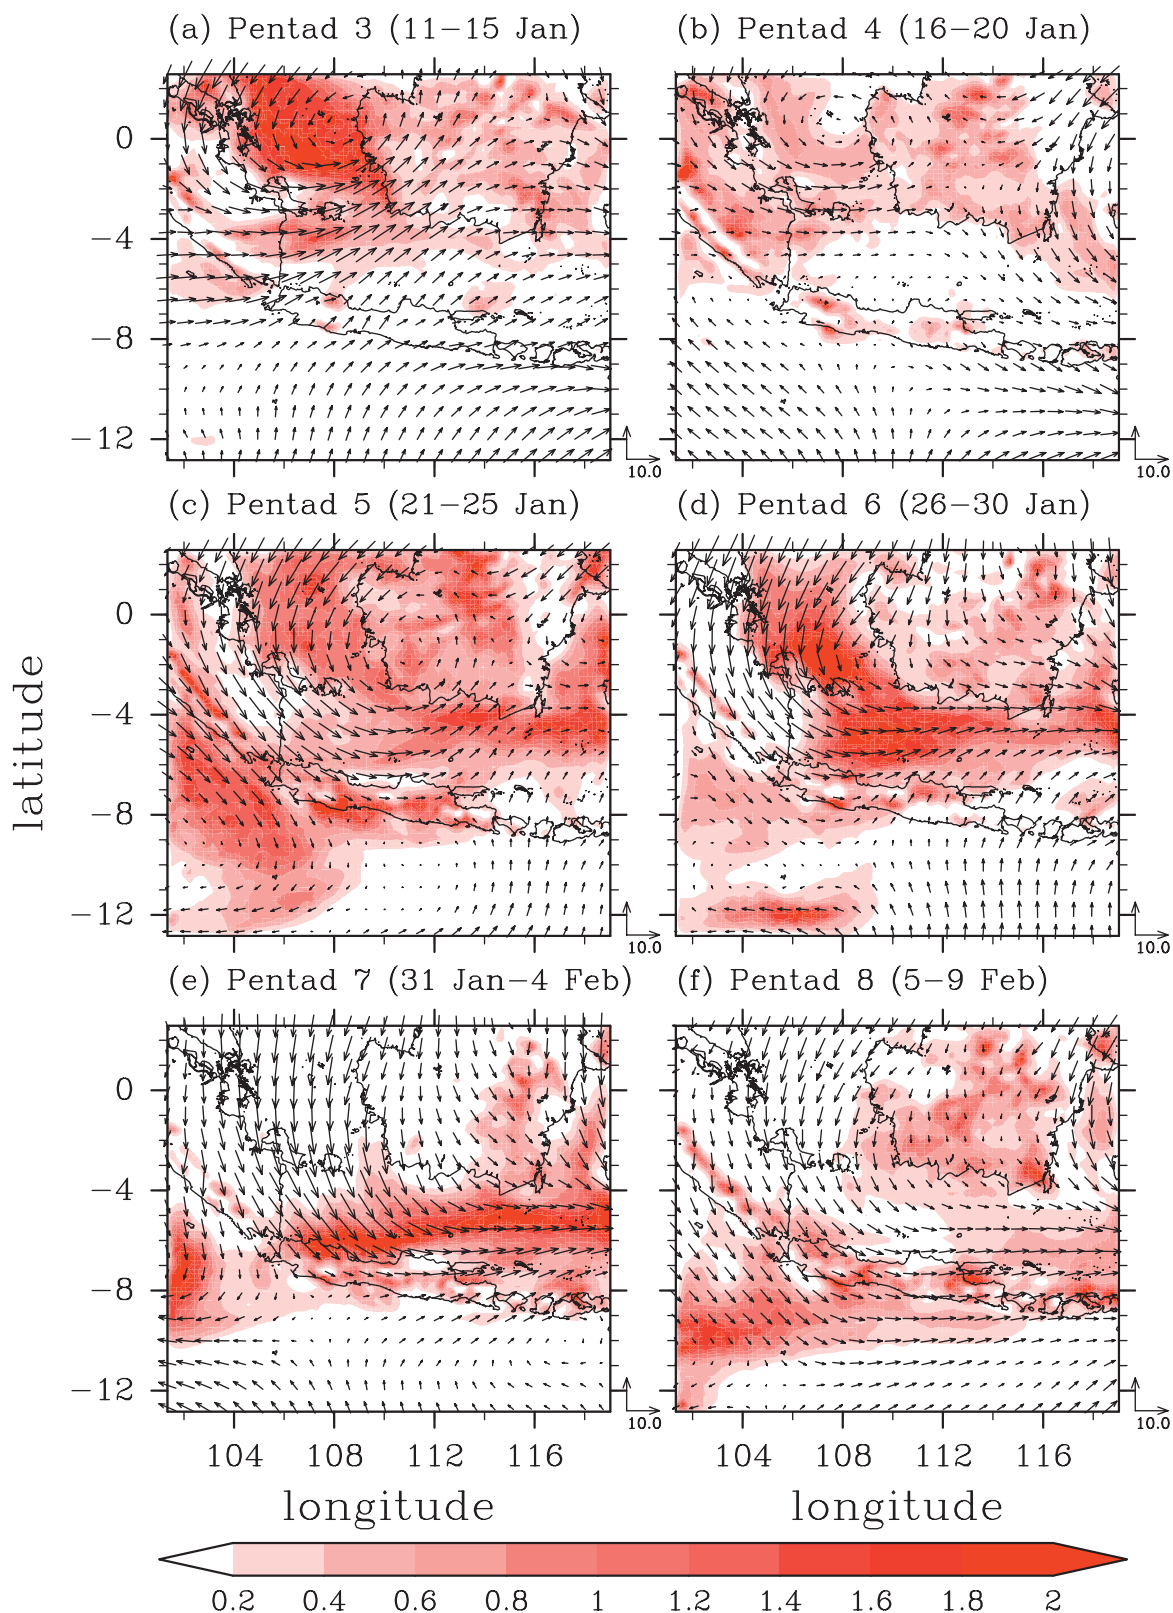 (a) Pentad 3 (11−15 Jan)
(b) Pentad 4 (16−20 Jan)
0
−4
−8
−12
10.0
10.0
(c) Pentad 5 (21−25 Jan)
(d) Pentad 6 (26−30 Jan)
0
−4
−8
−12
10.0
10.0
latitude
(e) Pentad 7 (31 Jan−4 Feb)
(f) Pentad 8 (5−9 Feb)
0
−4
−8
−12
10.0
10.0
104 108 112 116
104 108 112 116
longitude
longitude
0.2 0.4 0.6 0.8 1 1.2 1.4 1.6 1.8 2